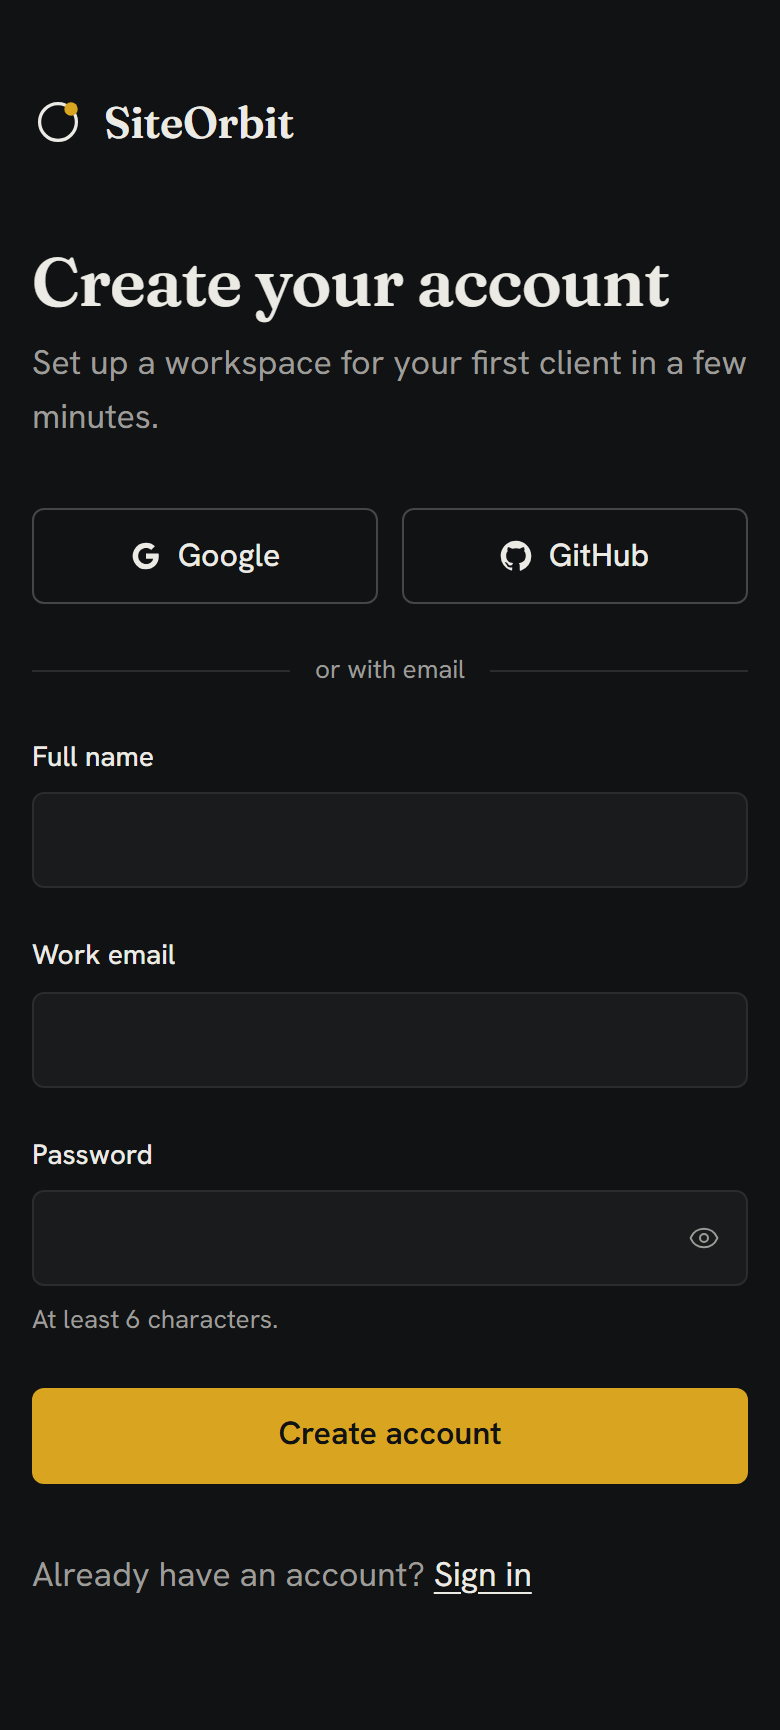 SiteOrbit
Create your account
Set up a workspace for your first client in a few
minutes.
Google
GitHub
or with email
Full name
Work email
Password
At least 6 characters.
Create account
Already have an account? Sign in